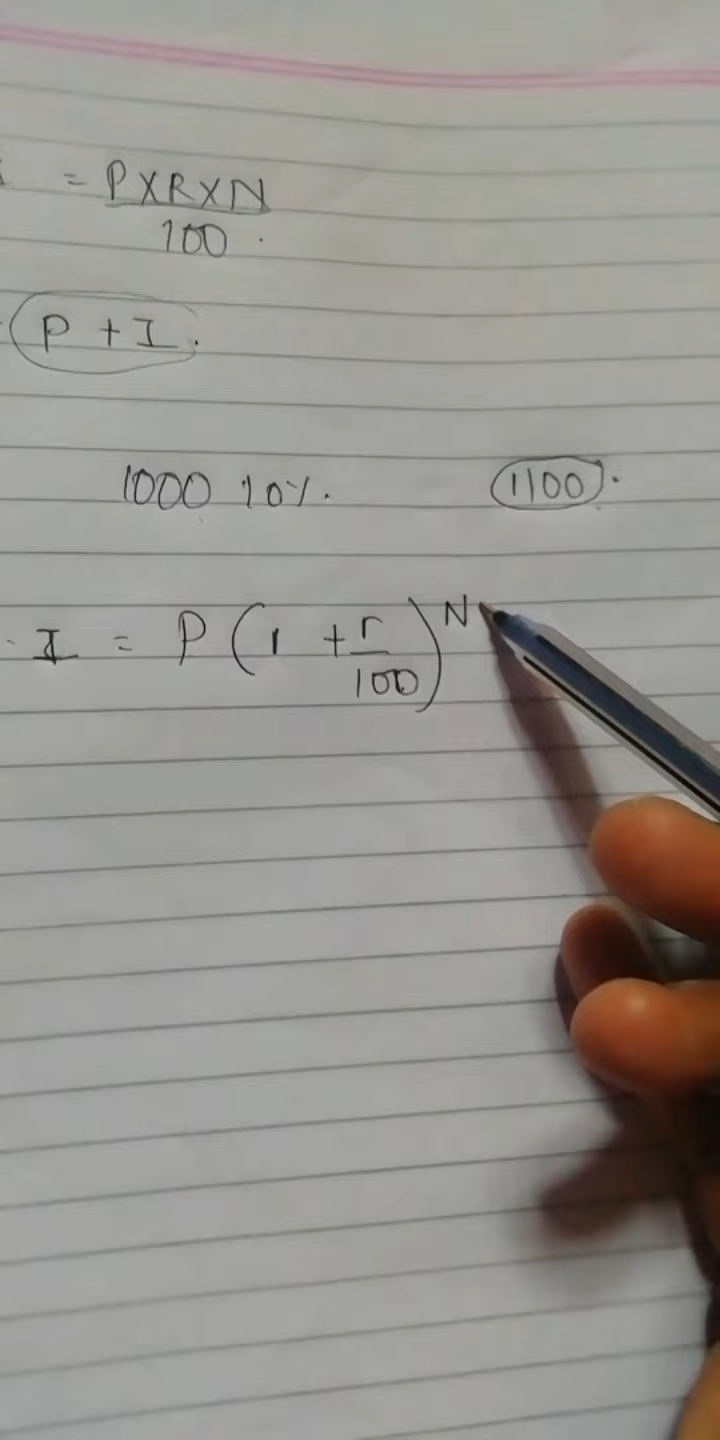 = P X R X N
100 .
P + I .
1000 10%. 1100 .
I = P ( 1 + r / 100 ) N